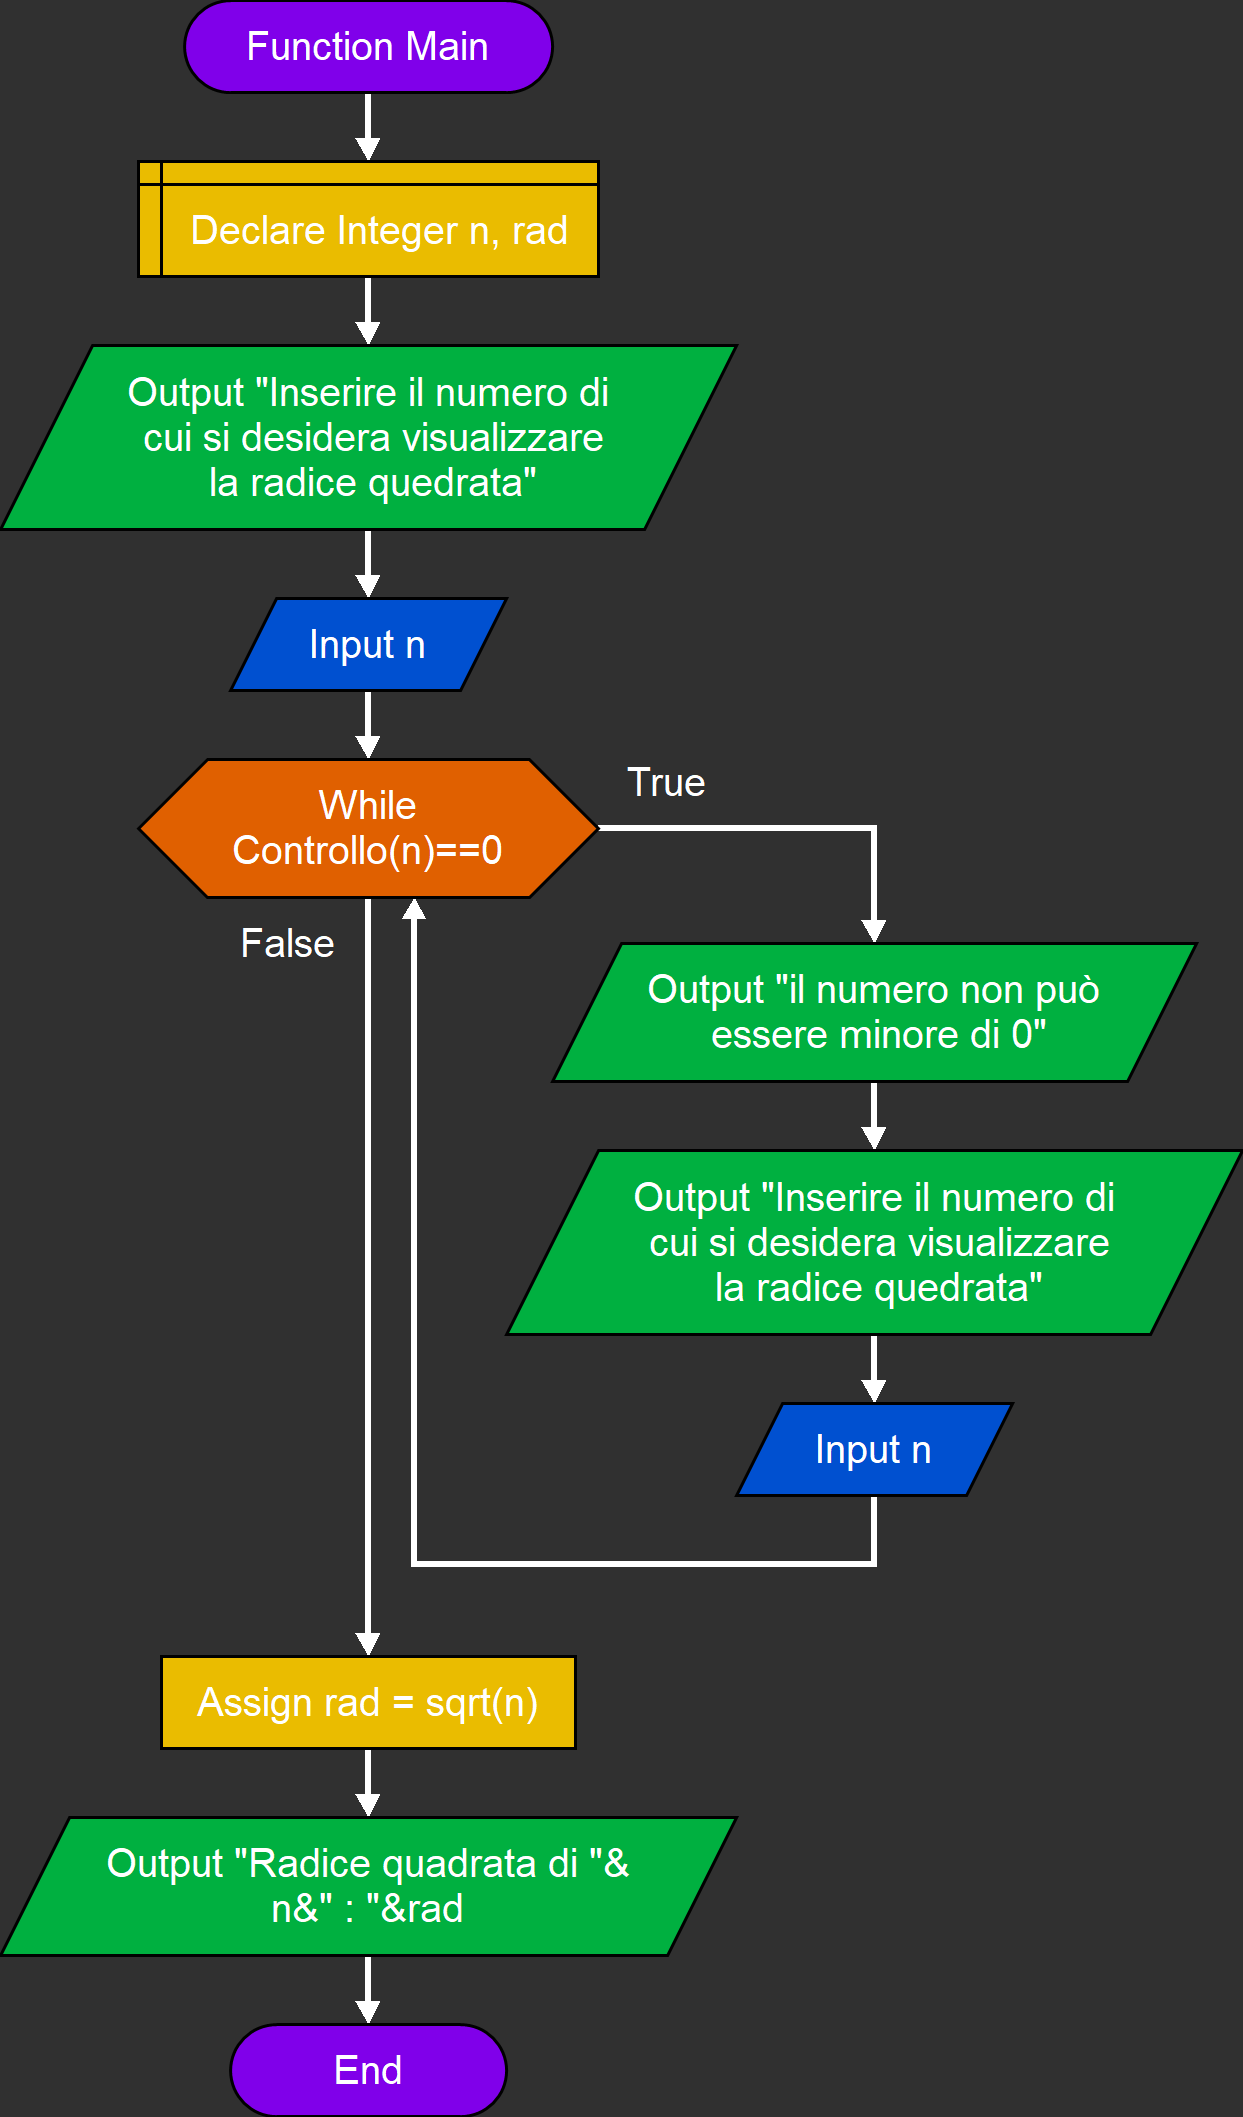 Function Main
Declare Integer n, rad
Output "Inserire il numero di
cui si desidera visualizzare
la radice quedrata"
Input n
While
Controllo(n)==0
True
False
Output "il numero non può
essere minore di 0"
Output "Inserire il numero di
cui si desidera visualizzare
la radice quedrata"
Input n
Assign rad = sqrt(n)
Output "Radice quadrata di "&
n&" : "&rad
End